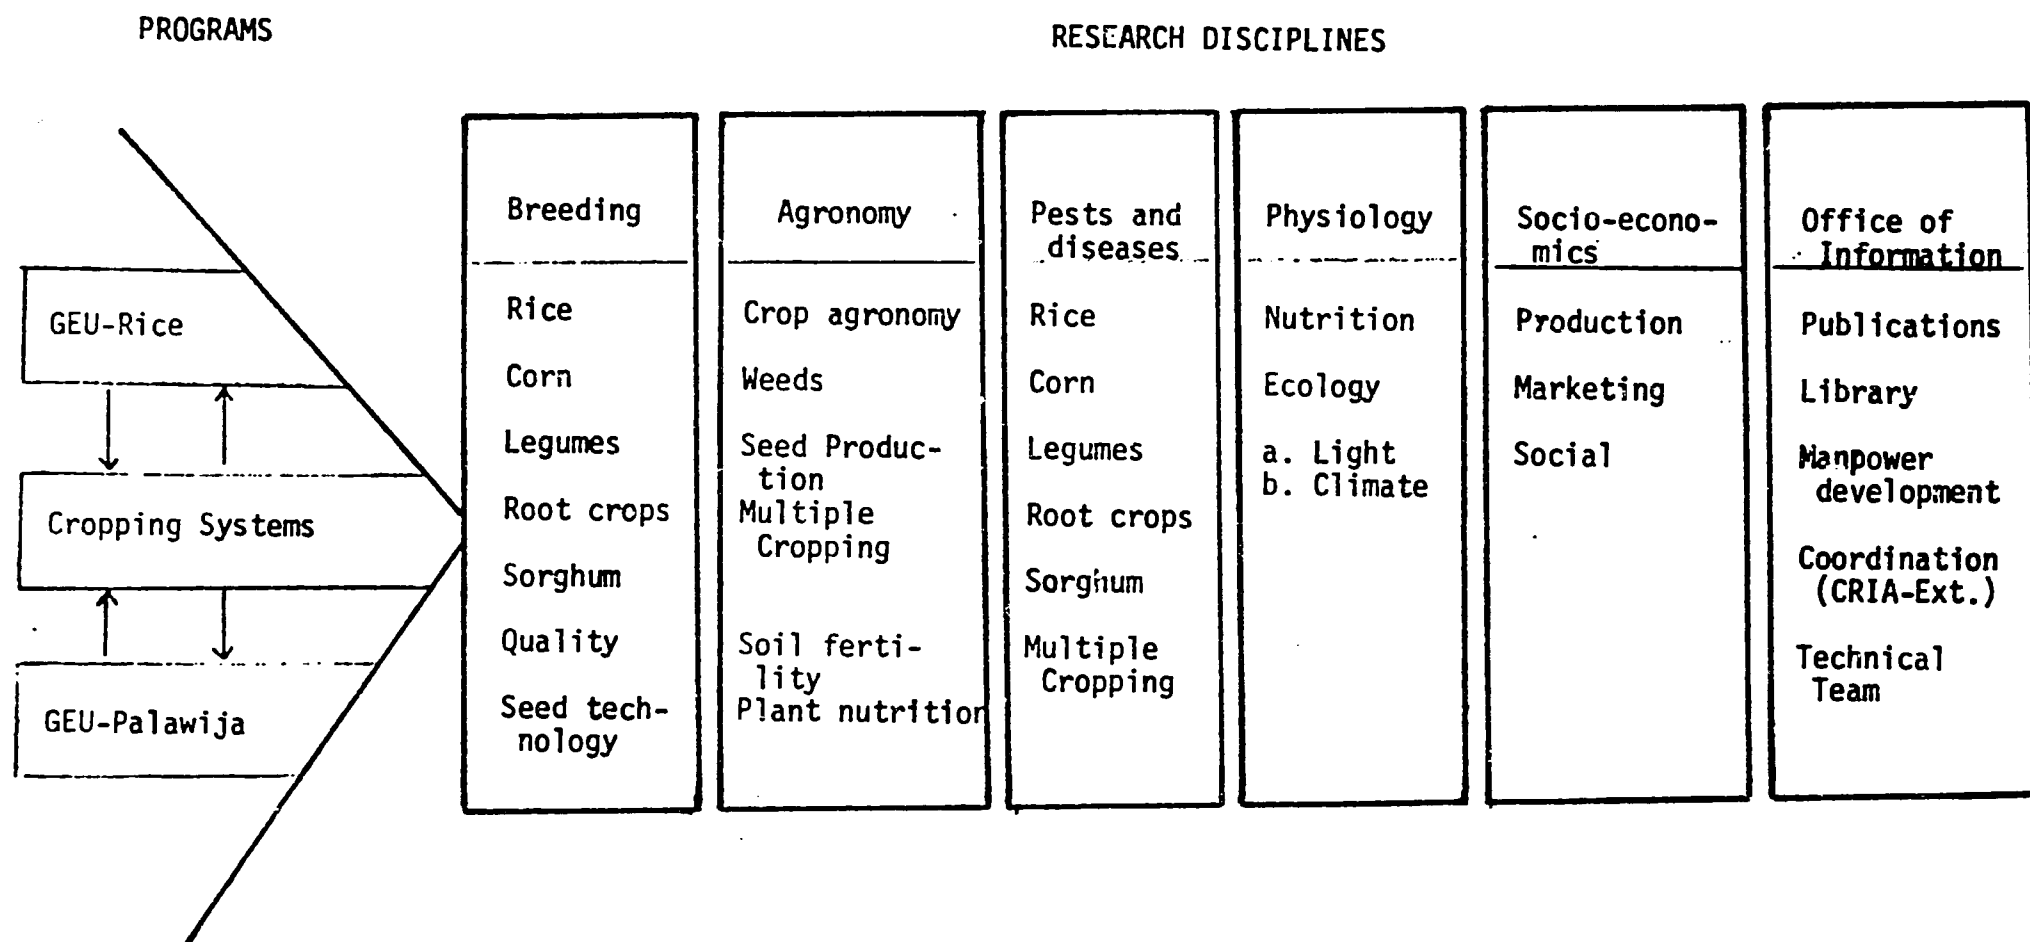 PROGRAMS
RESEARCH DISCIPLINES
GEU-Rice
Cropping Systems
GEU-Palawija
Breeding
Rice
Corn
Legumes
Root crops
Sorghum
Quality
Seed tech-
nology
Agronomy
Crop agronomy
Weeds
Seed Produc-
tion
Multiple
Cropping
Soil ferti-
lity
Plant nutrition
Pests and
diseases
Rice
Corn
Legumes
Root crops
Sorghum
Multiple
Cropping
Physiology
Nutrition
Ecology
a. Light
b. Climate
Socio-econo-
mics
Production
Marketing
Social
Office of
Information
Publications
Library
Manpower
development
Coordination
(CRIA-Ext.)
Technical
Team